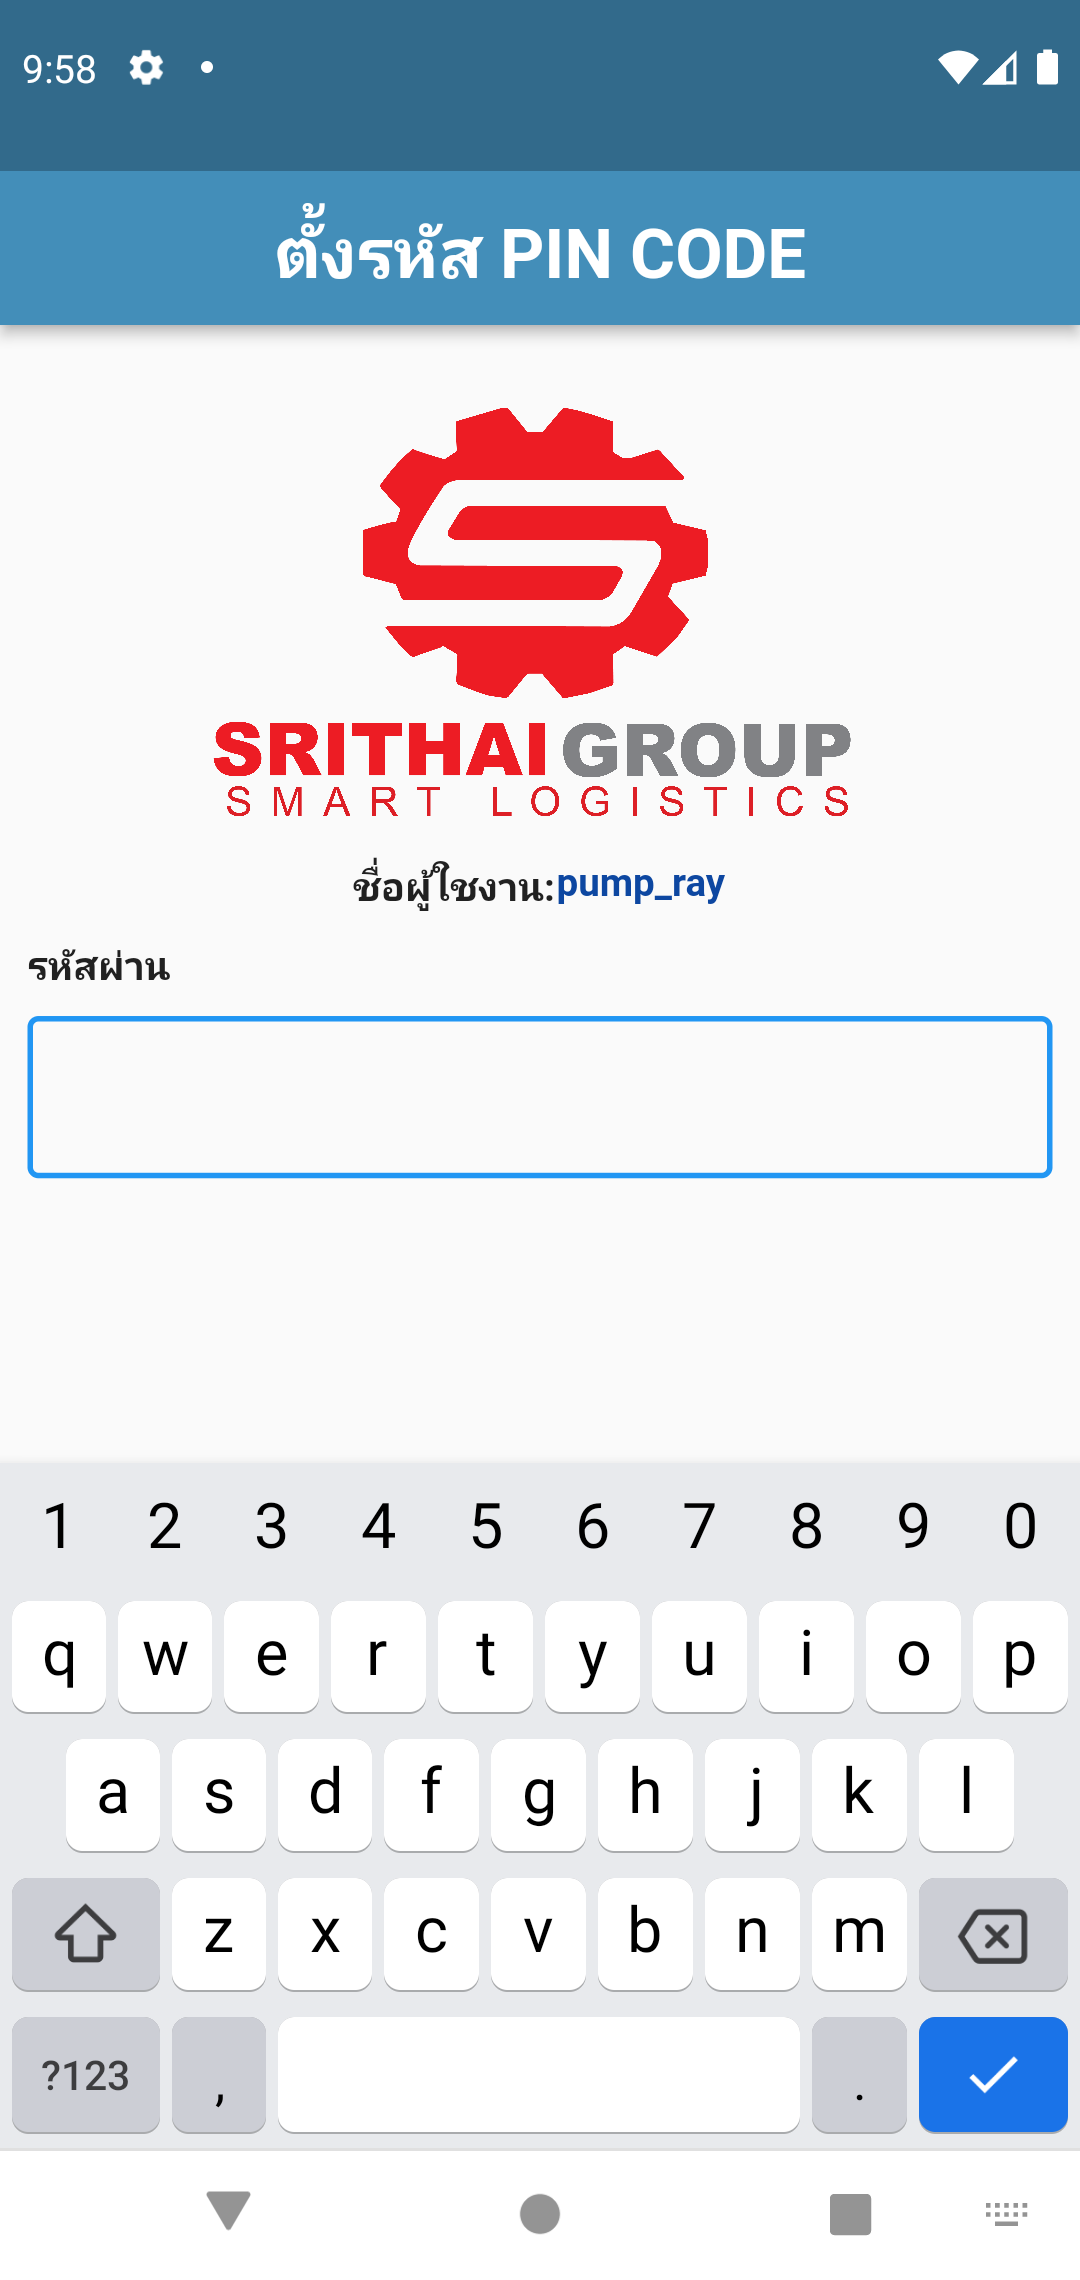 9:58
ตั้งรหัส PIN CODE
SRITHAI GROUP
SMART LOGISTICS
ชื่อผู้ใชงาน:pump_ray
รหัสผ่าน
1 2 3 4 5 6 7 8 9 0
q w e r t y u i o p
a s d f g h j k l
z x c v b n m
?123 , .